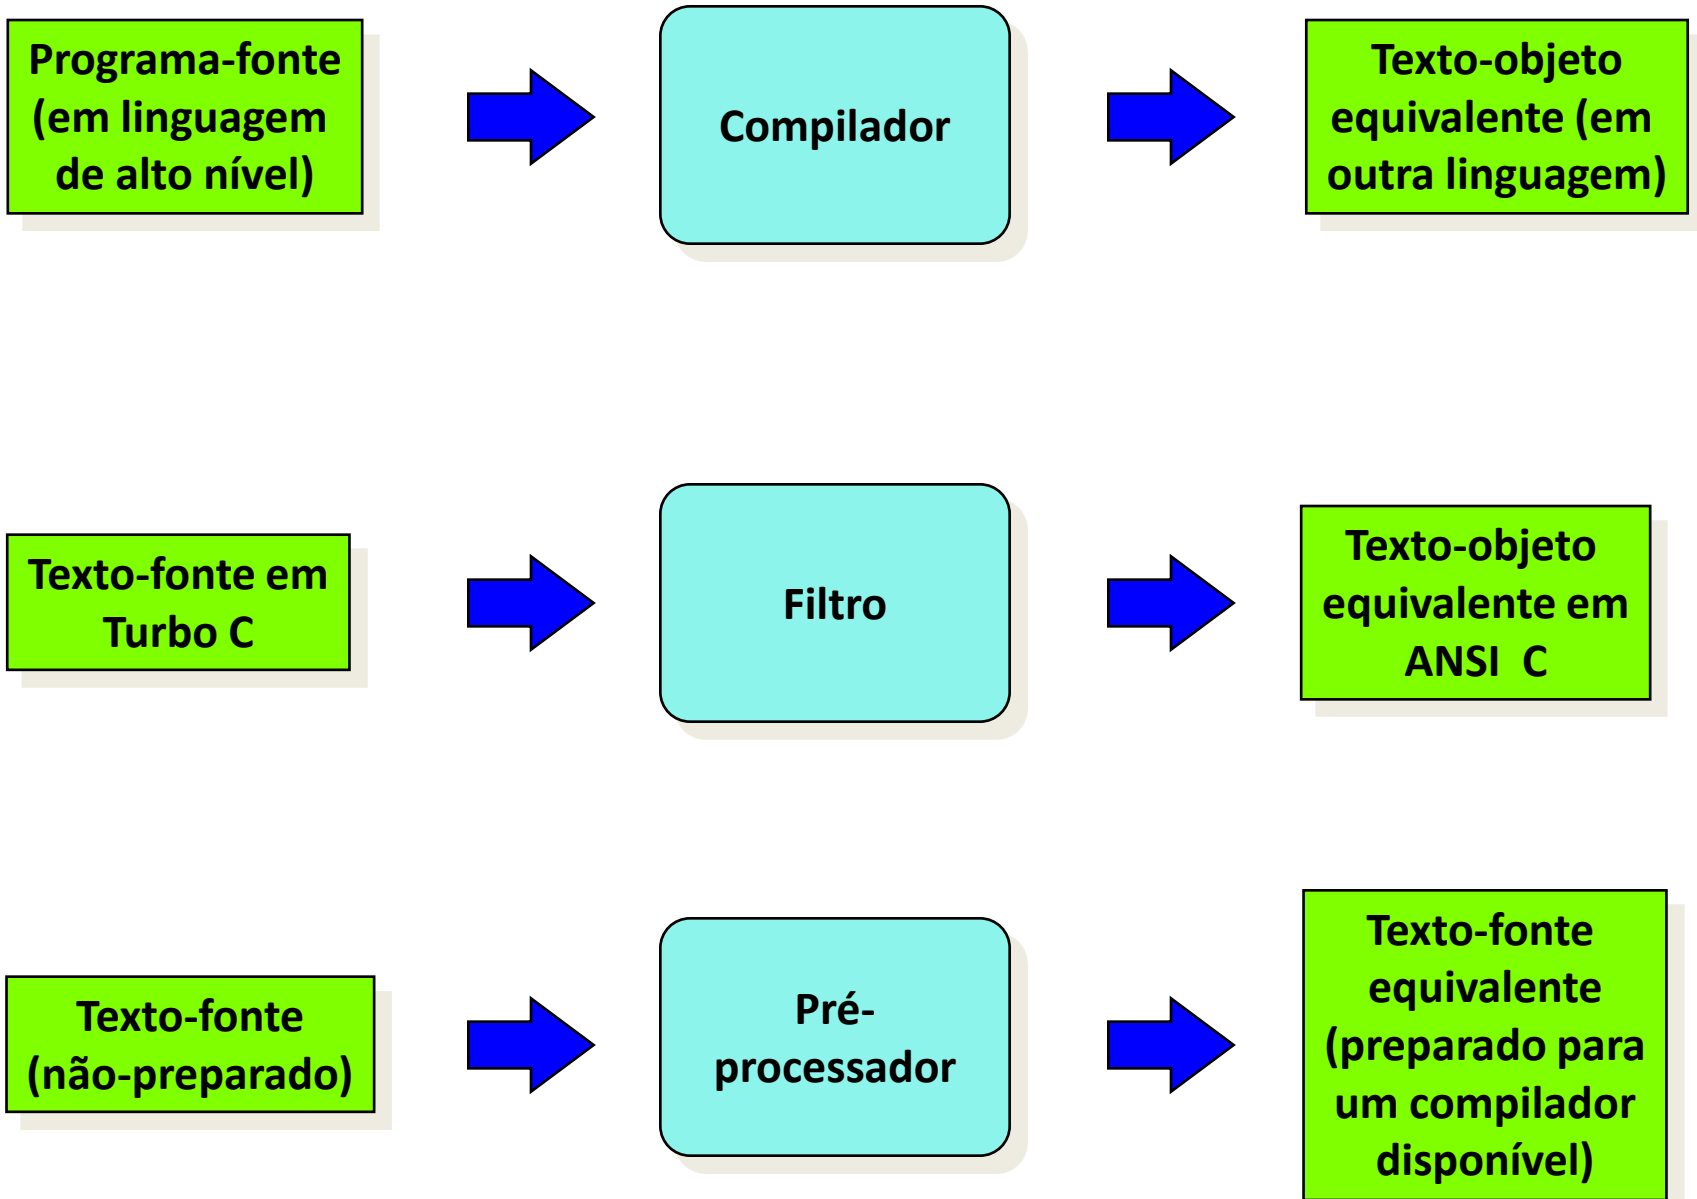 Programa-fonte
(em linguagem
de alto nível)
Compilador
Texto-objeto
equivalente (em
outra linguagem)
Texto-fonte em
Turbo C
Filtro
Texto-objeto
equivalente em
ANSI C
Texto-fonte
(não-preparado)
Pré-
processador
Texto-fonte
equivalente
(preparado para
um compilador
disponível)